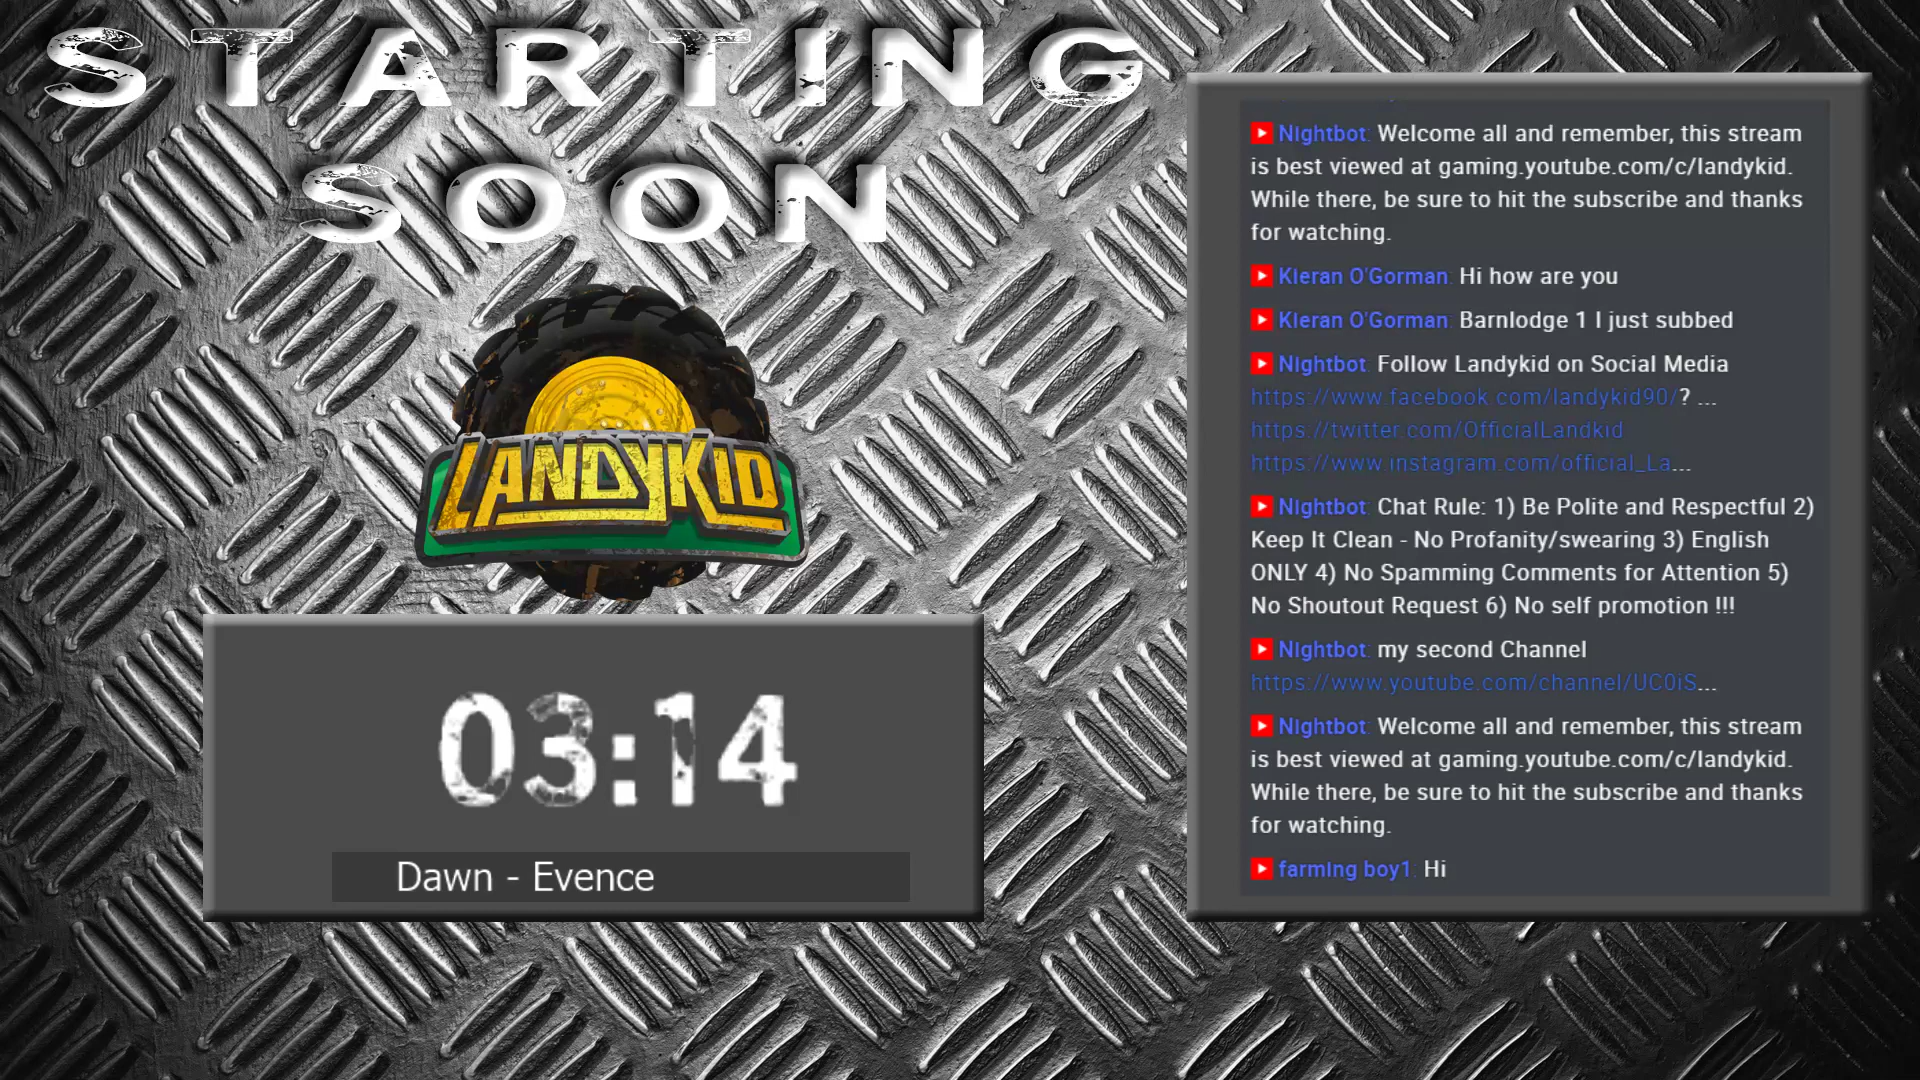 STARTING
SOON
LANDYKID
03:14
Dawn - Evence
Nightbot: Welcome all and remember, this stream
is best viewed at gaming.youtube.com/c/landykid.
While there, be sure to hit the subscribe and thanks
for watching.
Kieran O'Gorman: Hi how are you
Kieran O'Gorman: Barnlodge 1 I just subbed
Nightbot: Follow Landykid on Social Media
https://www.facebook.com/landykid90/? ...
https://twitter.com/OfficialLandkid
https://www.instagram.com/official_La...
Nightbot: Chat Rule: 1) Be Polite and Respectful 2)
Keep It Clean - No Profanity/swearing 3) English
ONLY 4) No Spamming Comments for Attention 5)
No Shoutout Request 6) No self promotion !!!
Nightbot: my second Channel
https://www.youtube.com/channel/UC0iS...
Nightbot: Welcome all and remember, this stream
is best viewed at gaming.youtube.com/c/landykid.
While there, be sure to hit the subscribe and thanks
for watching.
farming boy1: Hi